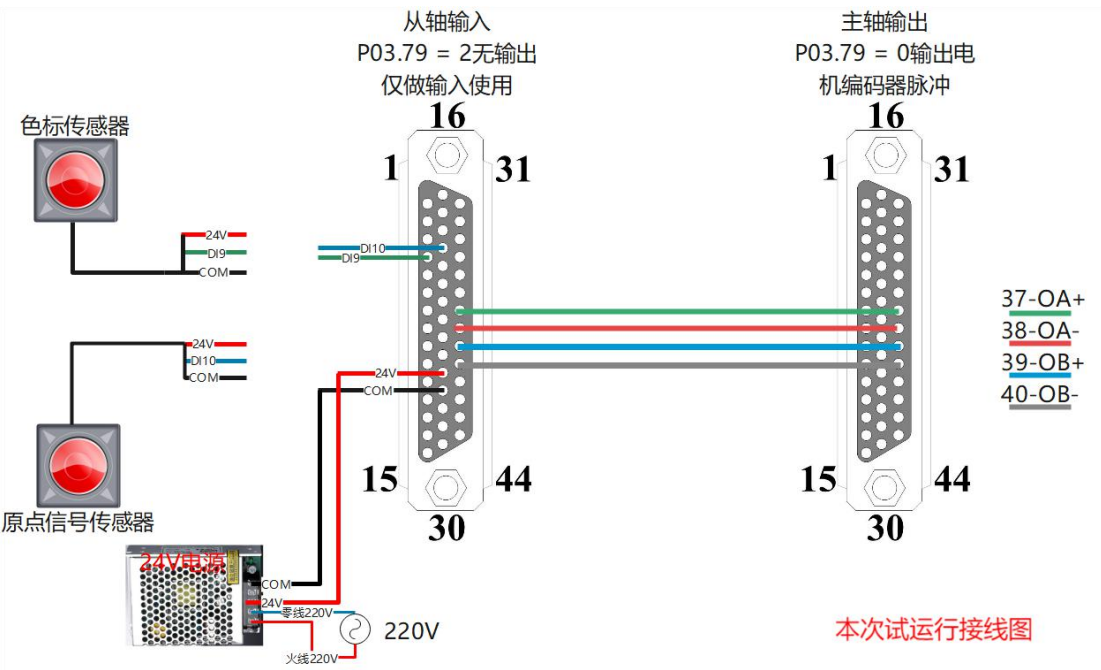 从轴输入
P03.79 = 2无输出
仅做输入使用
主轴输出
P03.79 = 0输出电
机编码器脉冲
16
1
31
15
44
30
16
1
31
15
44
30
色标传感器
24V
DI9
COM
DI10
DI9
24V
DI10
COM
24V
COM
原点信号传感器
37-OA+
38-OA-
39-OB+
40-OB-
24V电源
COM
24V
零线220V
火线220V
220V
本次试运行接线图